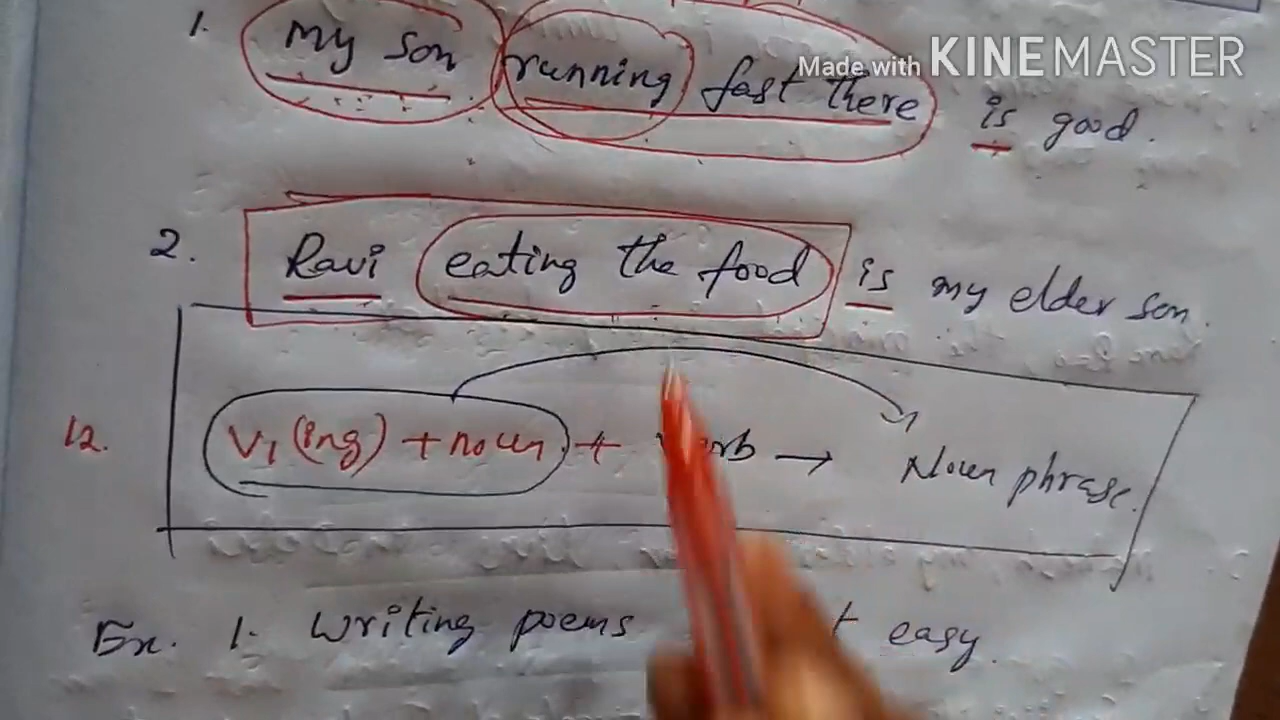 1. my son running fast there is good.
Made with KINEMASTER
2. Ravi eating the food is my elder son.
12. V1 (ing) + noun + verb → Noun phrase.
Ex. 1. Writing poems easy.